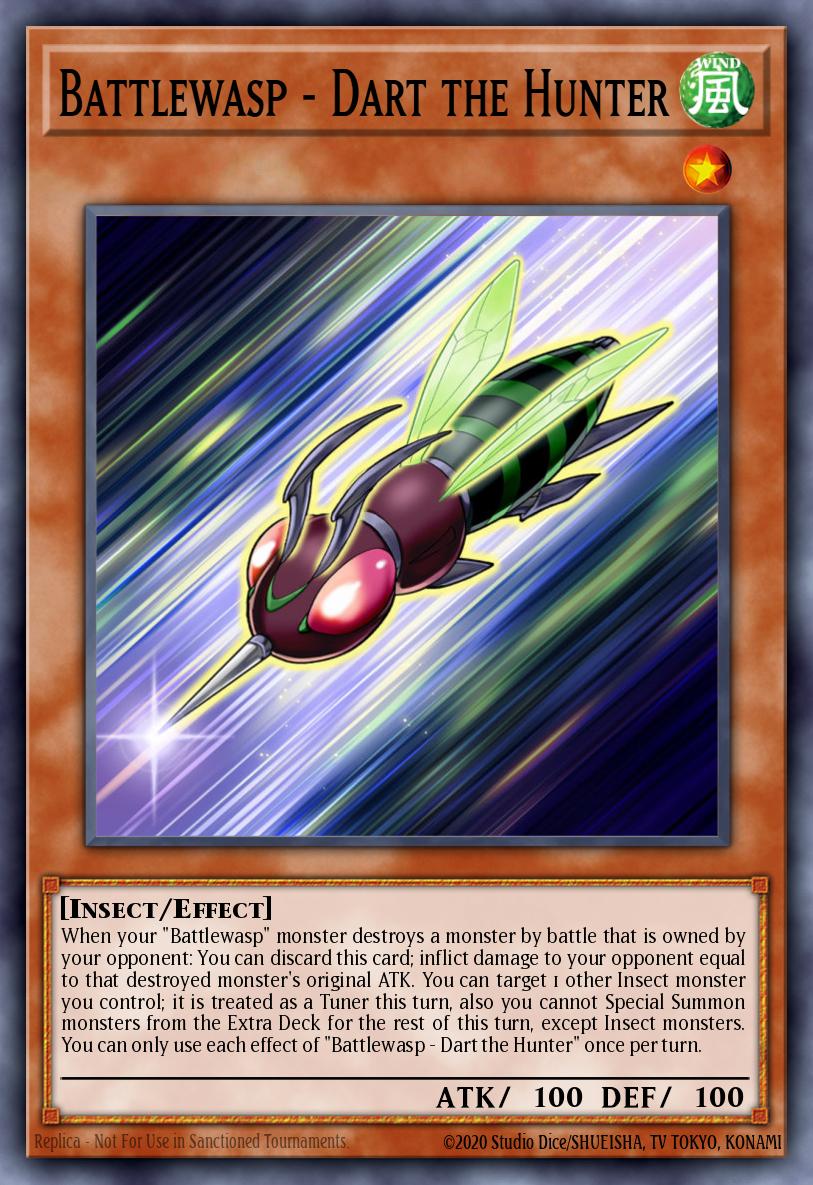 Battlewasp - Dart the Hunter
WIND
風
[Insect/Effect]
When your "Battlewasp" monster destroys a monster by battle that is owned by
your opponent: You can discard this card; inflict damage to your opponent equal
to that destroyed monster's original ATK. You can target 1 other Insect monster
you control; it is treated as a Tuner this turn, also you cannot Special Summon
monsters from the Extra Deck for the rest of this turn, except Insect monsters.
You can only use each effect of "Battlewasp - Dart the Hunter" once per turn.
ATK/ 100 DEF/ 100
Replica - Not For Use in Sanctioned Tournaments.
©2020 Studio Dice/SHUEISHA, TV TOKYO, KONAMI